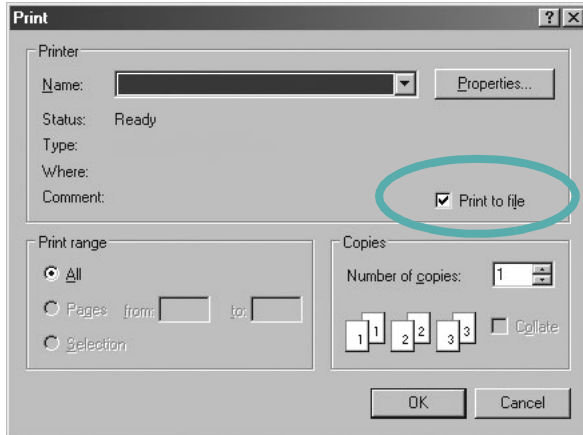 Print
Printer
Name:
Properties...
Status: Ready
Type:
Where:
Comment:
Print to file
Print range
All
Pages from: to:
Selection
Copies
Number of copies: 1
1 1 2 2 3 3
Collate
OK Cancel